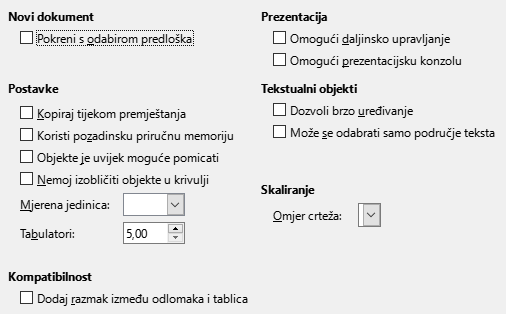 Novi dokument
Pokreni s odabirom predloška
Postavke
Kopiraj tijekom premještanja
Koristi pozadinsku priručnu memoriju
Objekte je uvijek moguće pomicati
Nemoj izobličiti objekte u krivulji
Mjerena jedinica:
Tabulatori: 5,00
Kompatibilnost
Dodaj razmak između odlomaka i tablica
Prezentacija
Omogući daljinsko upravljanje
Omogući prezentacijsku konzolu
Tekstualni objekti
Dozvoli brzo uređivanje
Može se odabrati samo područje teksta
Skaliranje
Omjer crteža: